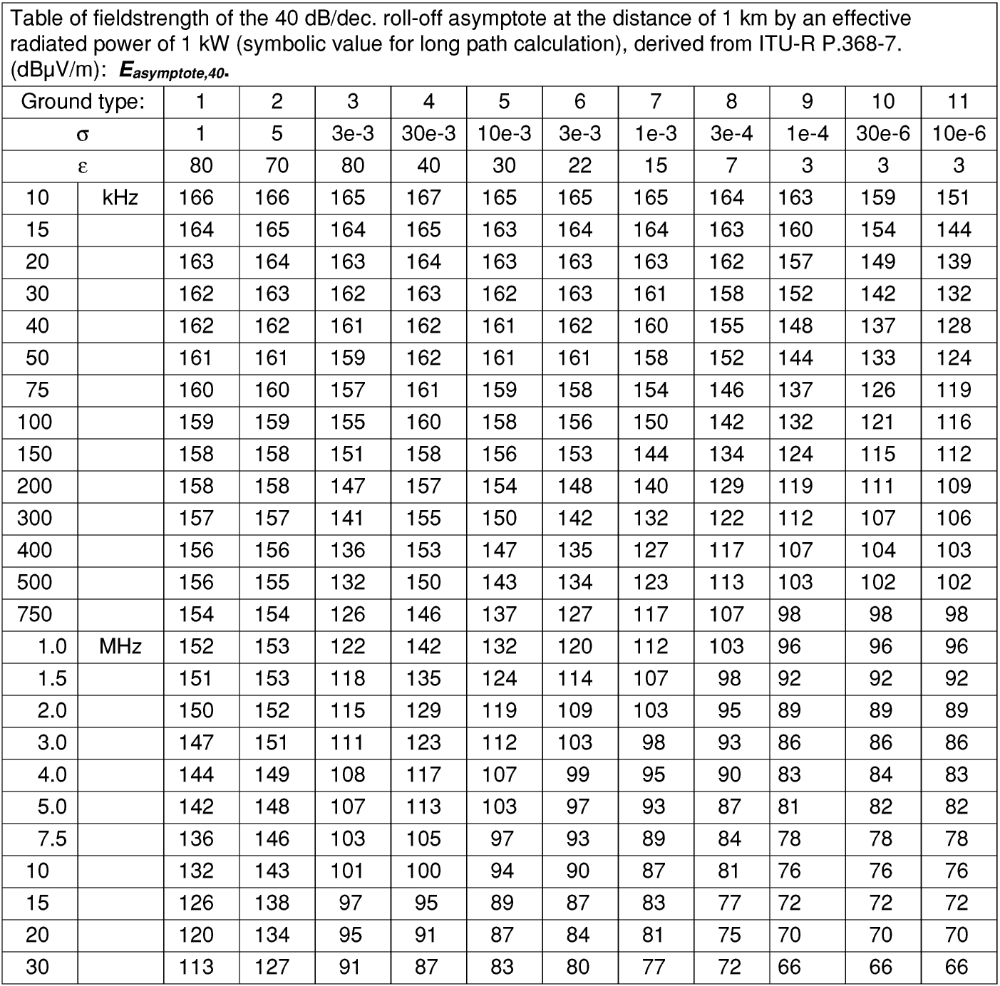 Table of fieldstrength of the 40 dB/dec. roll-off asymptote at the distance of 1 km by an effective
radiated power of 1 kW (symbolic value for long path calculation), derived from ITU-R P.368-7.
(dBµV/m): Easymptote,40.
Ground type: 1 2 3 4 5 6 7 8 9 10 11
σ 1 5 3e-3 30e-3 10e-3 3e-3 1e-3 3e-4 1e-4 30e-6 10e-6
ε 80 70 80 40 30 22 15 7 3 3 3
10 kHz 166 166 165 167 165 165 165 164 163 159 151
15 164 165 164 165 163 164 164 163 160 154 144
20 163 164 163 164 163 163 163 162 157 149 139
30 162 163 162 163 162 163 161 158 152 142 132
40 162 162 161 162 161 162 160 155 148 137 128
50 161 161 159 162 161 161 158 152 144 133 124
75 160 160 157 161 159 158 154 146 137 126 119
100 159 159 155 160 158 156 150 142 132 121 116
150 158 158 151 158 156 153 144 134 124 115 112
200 158 158 147 157 154 148 140 129 119 111 109
300 157 157 141 155 150 142 132 122 112 107 106
400 156 156 136 153 147 135 127 117 107 104 103
500 156 155 132 150 143 134 123 113 103 102 102
750 154 154 126 146 137 127 117 107 98 98 98
1.0 MHz 152 153 122 142 132 120 112 103 96 96 96
1.5 151 153 118 135 124 114 107 98 92 92 92
2.0 150 152 115 129 119 109 103 95 89 89 89
3.0 147 151 111 123 112 103 98 93 86 86 86
4.0 144 149 108 117 107 99 95 90 83 84 83
5.0 142 148 107 113 103 97 93 87 81 82 82
7.5 136 146 103 105 97 93 89 84 78 78 78
10 132 143 101 100 94 90 87 81 76 76 76
15 126 138 97 95 89 87 83 77 72 72 72
20 120 134 95 91 87 84 81 75 70 70 70
30 113 127 91 87 83 80 77 72 66 66 66